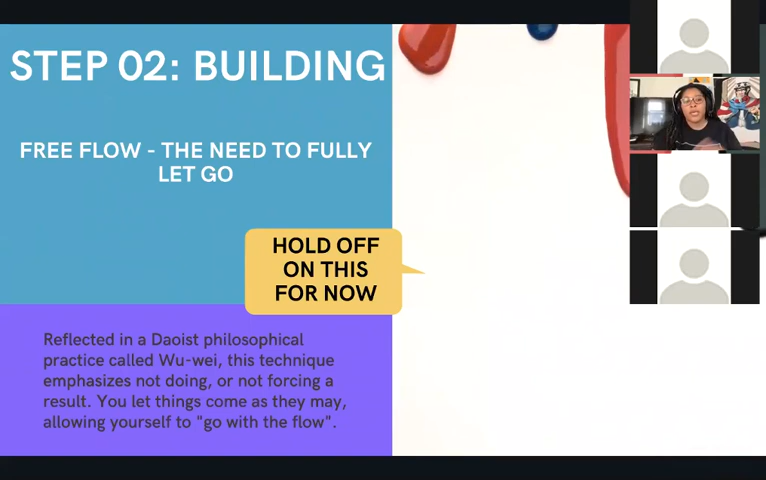 STEP 02: BUILDING
FREE FLOW - THE NEED TO FULLY
LET GO
HOLD OFF
ON THIS
FOR NOW
Reflected in a Daoist philosophical
practice called Wu-wei, this technique
emphasizes not doing, or not forcing a
result. You let things come as they may,
allowing yourself to "go with the flow".